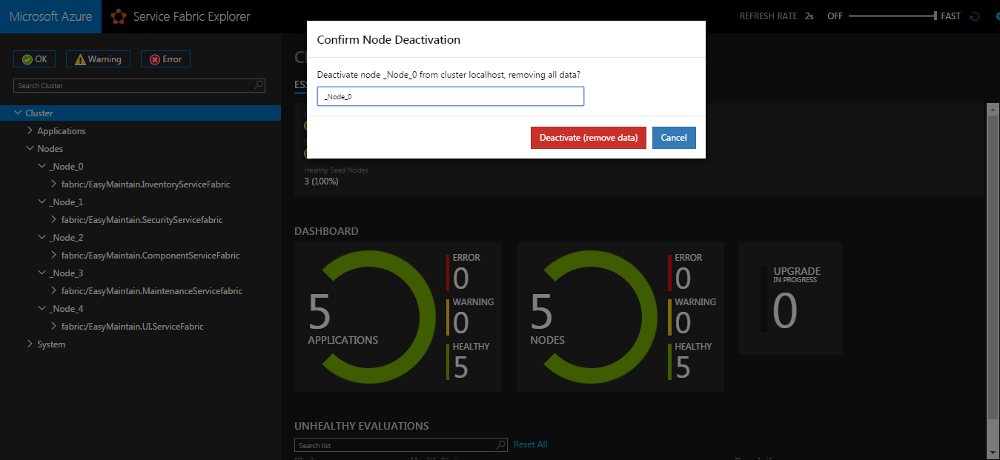 Microsoft Azure
Service Fabric Explorer
REFRESH RATE 2s OFF FAST
Confirm Node Deactivation
Deactivate node _Node_0 from cluster localhost, removing all data?
_Node_0
Deactivate (remove data)
Cancel
OK
Warning
Error
Search Cluster
Cluster
Applications
Nodes
_Node_0
fabric:/EasyMaintain.InventoryServiceFabric
_Node_1
fabric:/EasyMaintain.SecurityServicefabric
_Node_2
fabric:/EasyMaintain.ComponentServiceFabric
_Node_3
fabric:/EasyMaintain.MaintenanceServicefabric
_Node_4
fabric:/EasyMaintain.UI.ServiceFabric
System
Healthy Seed Nodes
3 (100%)
DASHBOARD
5
APPLICATIONS
ERROR
0
WARNING
0
HEALTHY
5
5
NODES
ERROR
0
WARNING
0
HEALTHY
5
UPGRADE
IN PROGRESS
0
UNHEALTHY EVALUATIONS
Search list
Reset All